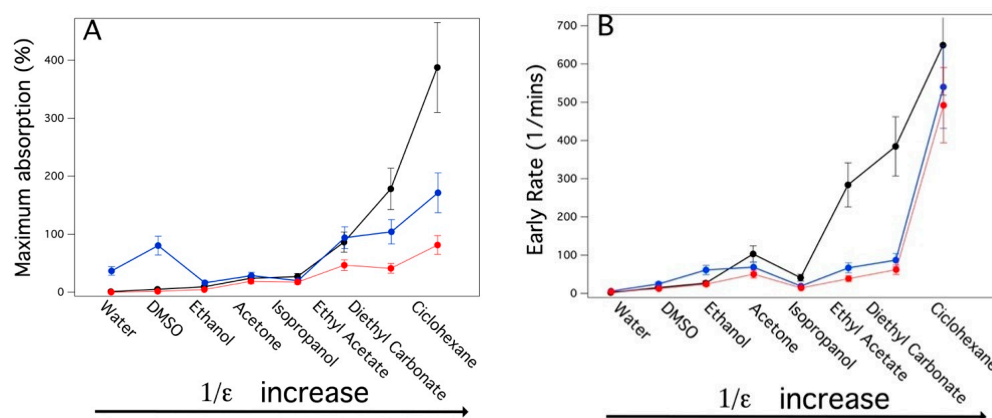 A
Maximum absorption (%)
400
300
200
100
0
Water
DMSO
Ethanol
Acetone
Isopropanol
Ethyl Acetate
Diethyl Carbonate
Ciclohexane
1/ε increase
B
Early Rate (1/mins)
700
600
500
400
300
200
100
0
Water
DMSO
Ethanol
Acetone
Isopropanol
Ethyl Acetate
Diethyl Carbonate
Ciclohexane
1/ε increase